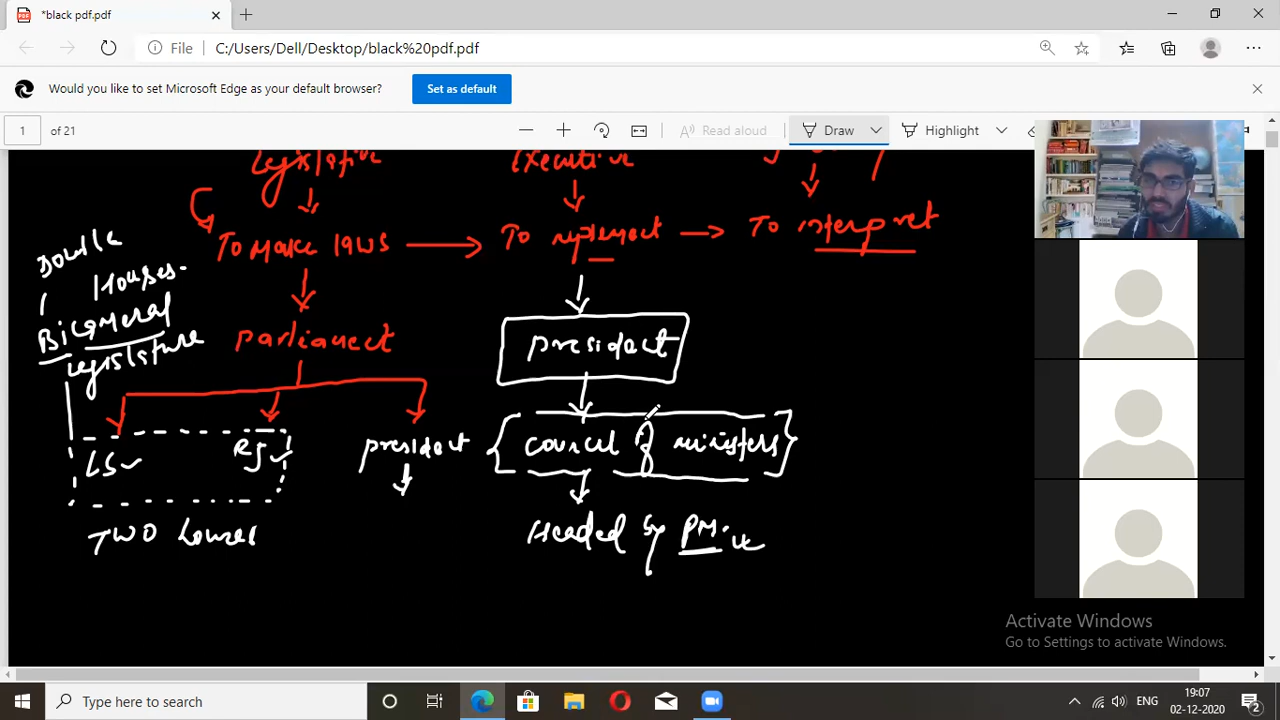 *black pdf.pdf
File C:/Users/Dell/Desktop/black%20pdf.pdf
Would you like to set Microsoft Edge as your default browser? Set as default
1 of 21 Read aloud Draw Highlight
Legislative Executive
To Make laws To To interpret
Double
Houses.
Bicameral
Legislature
parliament president
LS RS president council of ministers
Two Houses Headed by PM.
Activate Windows
Go to Settings to activate Windows.
Type here to search
ENG
19:07
02-12-2020
2